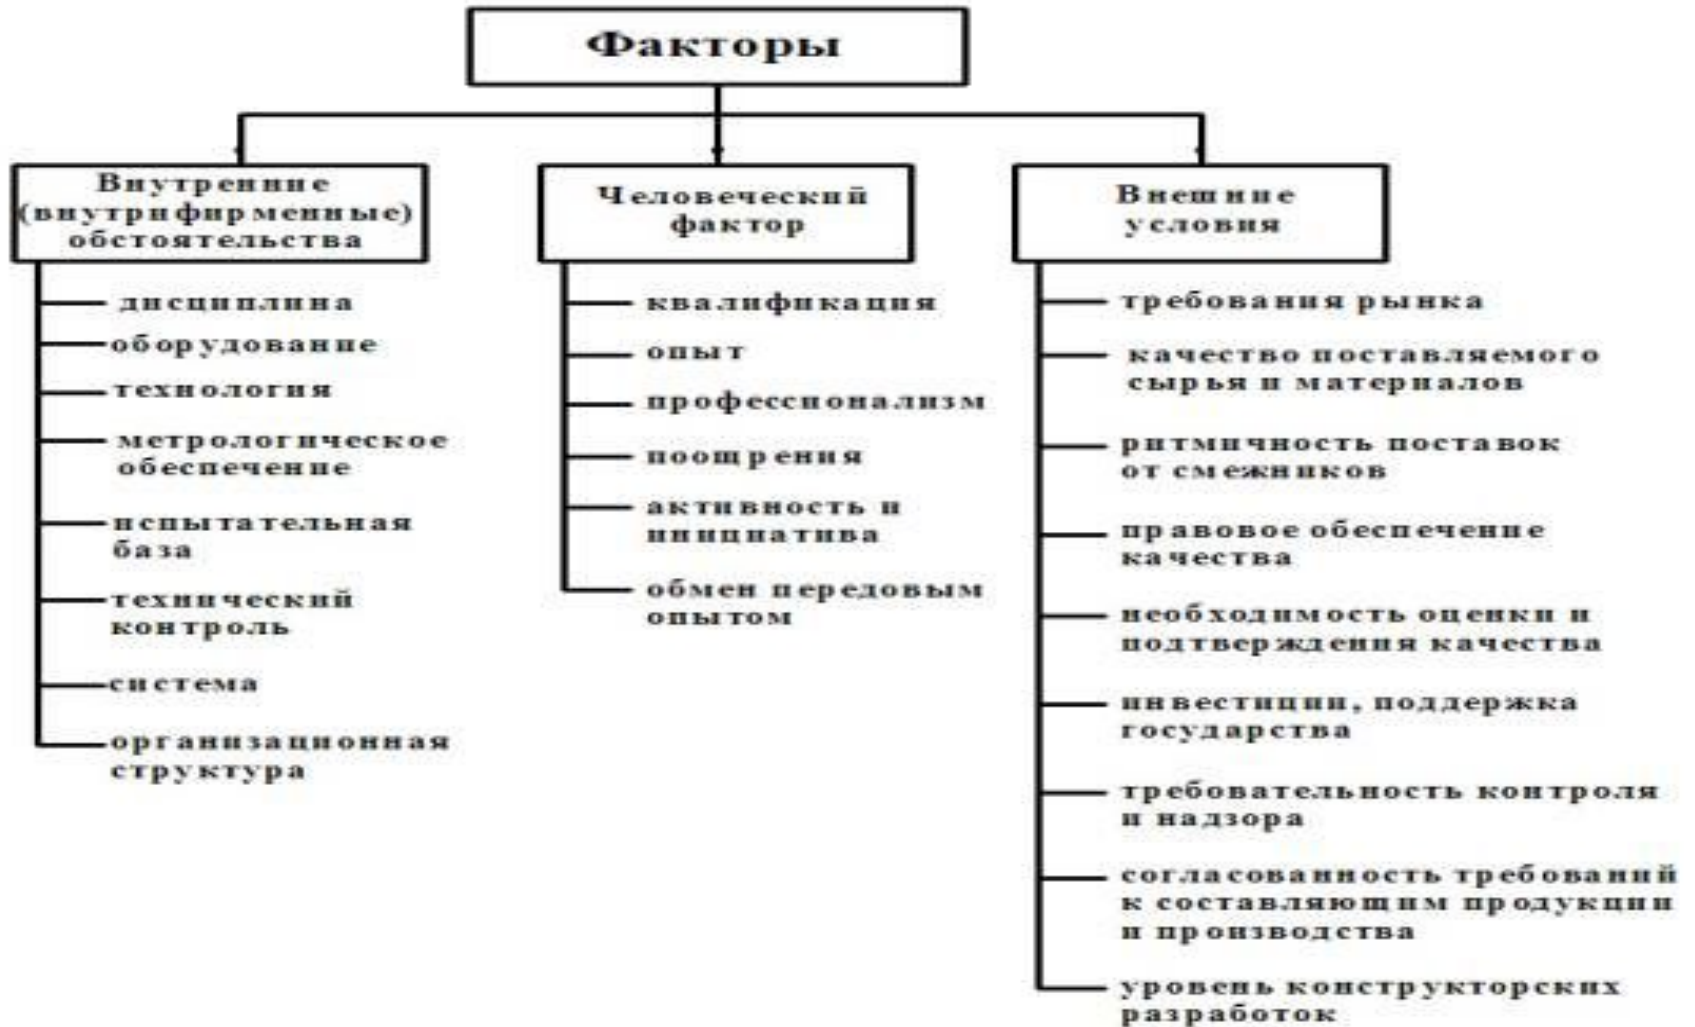 Факторы
Внутренние
(внутрифирменные)
обстоятельства
дисциплина
оборудование
технология
метрологическое
обеспечение
испытательная
база
технический
контроль
система
организационная
структура
Человеческий
фактор
квалификация
опыт
профессионализм
поощрения
активность и
инициатива
обмен передовым
опытом
Внешние
условия
требования рынка
качество поставляемого
сырья и материалов
ритмичность поставок
от смежников
правовое обеспечение
качества
необходимость оценки и
подтверждения качества
инвестиции, поддержка
государства
требовательность контроля
и надзора
согласованность требований
к составляющим продукции
и производства
уровень конструкторских
разработок